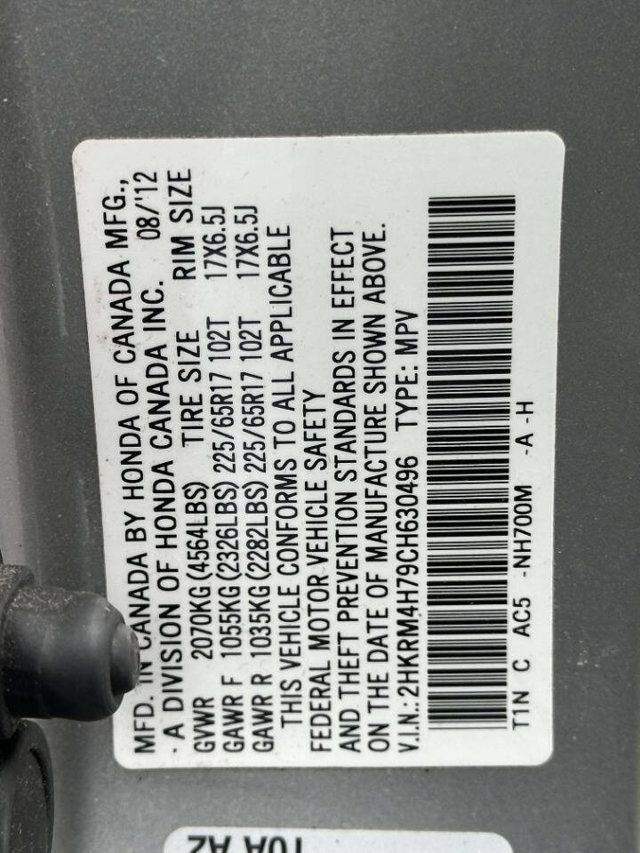 MFD. IN CANADA BY HONDA OF CANADA MFG.,
- A DIVISION OF HONDA CANADA INC. 08/'12
GVWR 2070KG (4564LBS) TIRE SIZE RIM SIZE
GAWR F 1055KG (2326LBS) 225/65R17 102T 17X6.5J
GAWR R 1035KG (2282LBS) 225/65R17 102T 17X6.5J
THIS VEHICLE CONFORMS TO ALL APPLICABLE
FEDERAL MOTOR VEHICLE SAFETY
AND THEFT PREVENTION STANDARDS IN EFFECT
ON THE DATE OF MANUFACTURE SHOWN ABOVE.
V.I.N.: 2HKRM4H79CH630496 TYPE: MPV
T1N C AC5 -NH700M -A -H